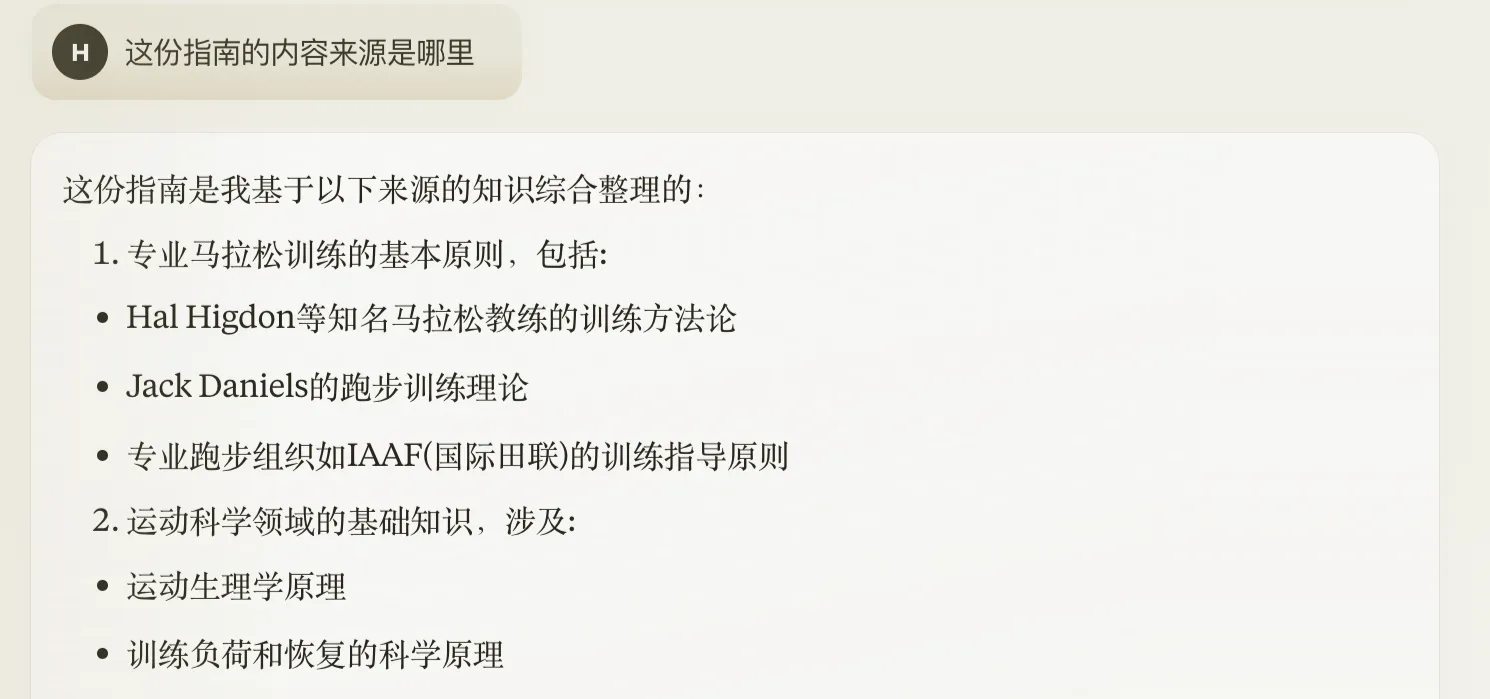 H 这份指南的内容来源是哪里
这份指南是我基于以下来源的知识综合整理的：
1. 专业马拉松训练的基本原则，包括:
• Hal Higdon等知名马拉松教练的训练方法论
• Jack Daniels的跑步训练理论
• 专业跑步组织如IAAF(国际田联)的训练指导原则
2. 运动科学领域的基础知识，涉及:
• 运动生理学原理
• 训练负荷和恢复的科学原理